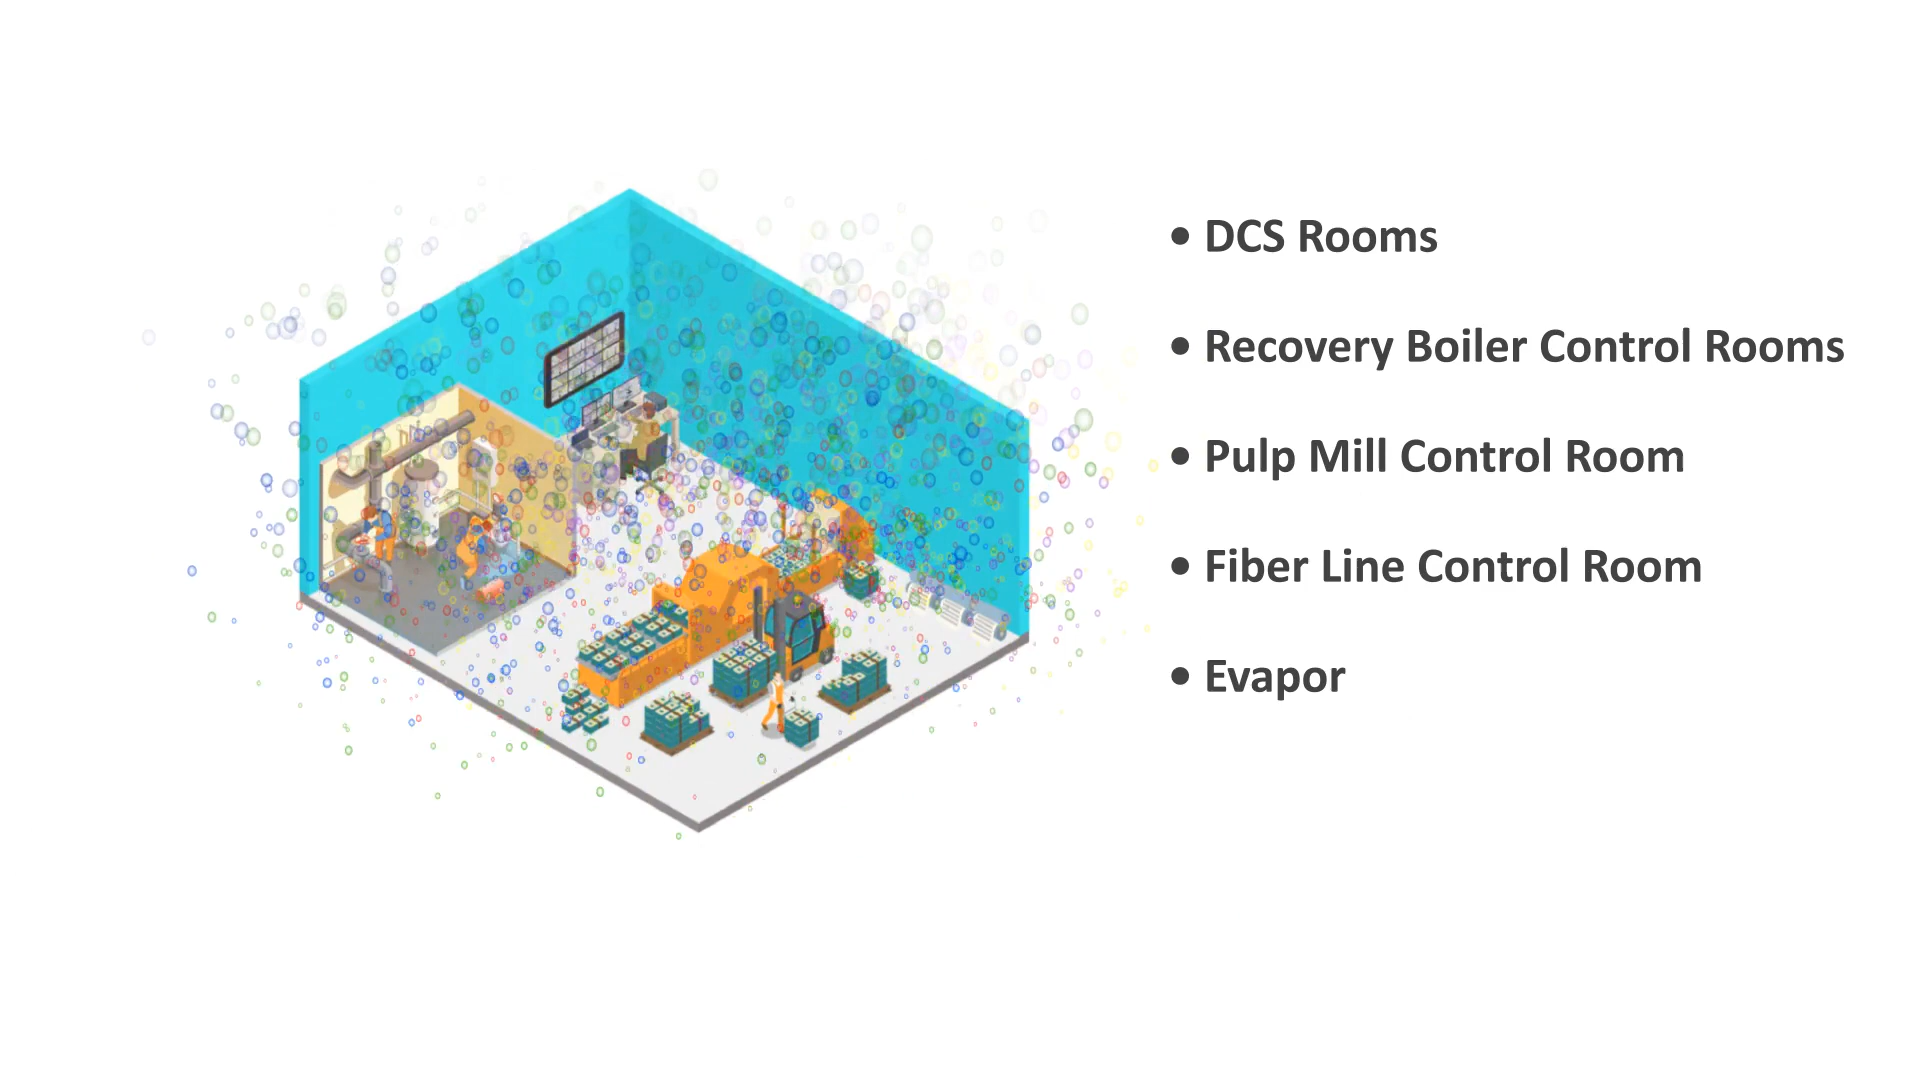 • DCS Rooms
• Recovery Boiler Control Rooms
• Pulp Mill Control Room
• Fiber Line Control Room
• Evapor